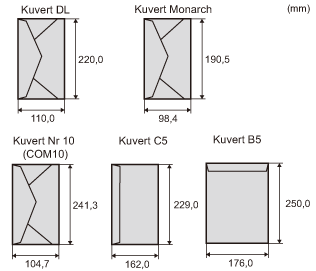 Kuvert DL
Kuvert Monarch
(mm)
220,0
190,5
110,0
98,4
Kuvert Nr 10
(COM10)
Kuvert C5
Kuvert B5
241,3
229,0
250,0
104,7
162,0
176,0